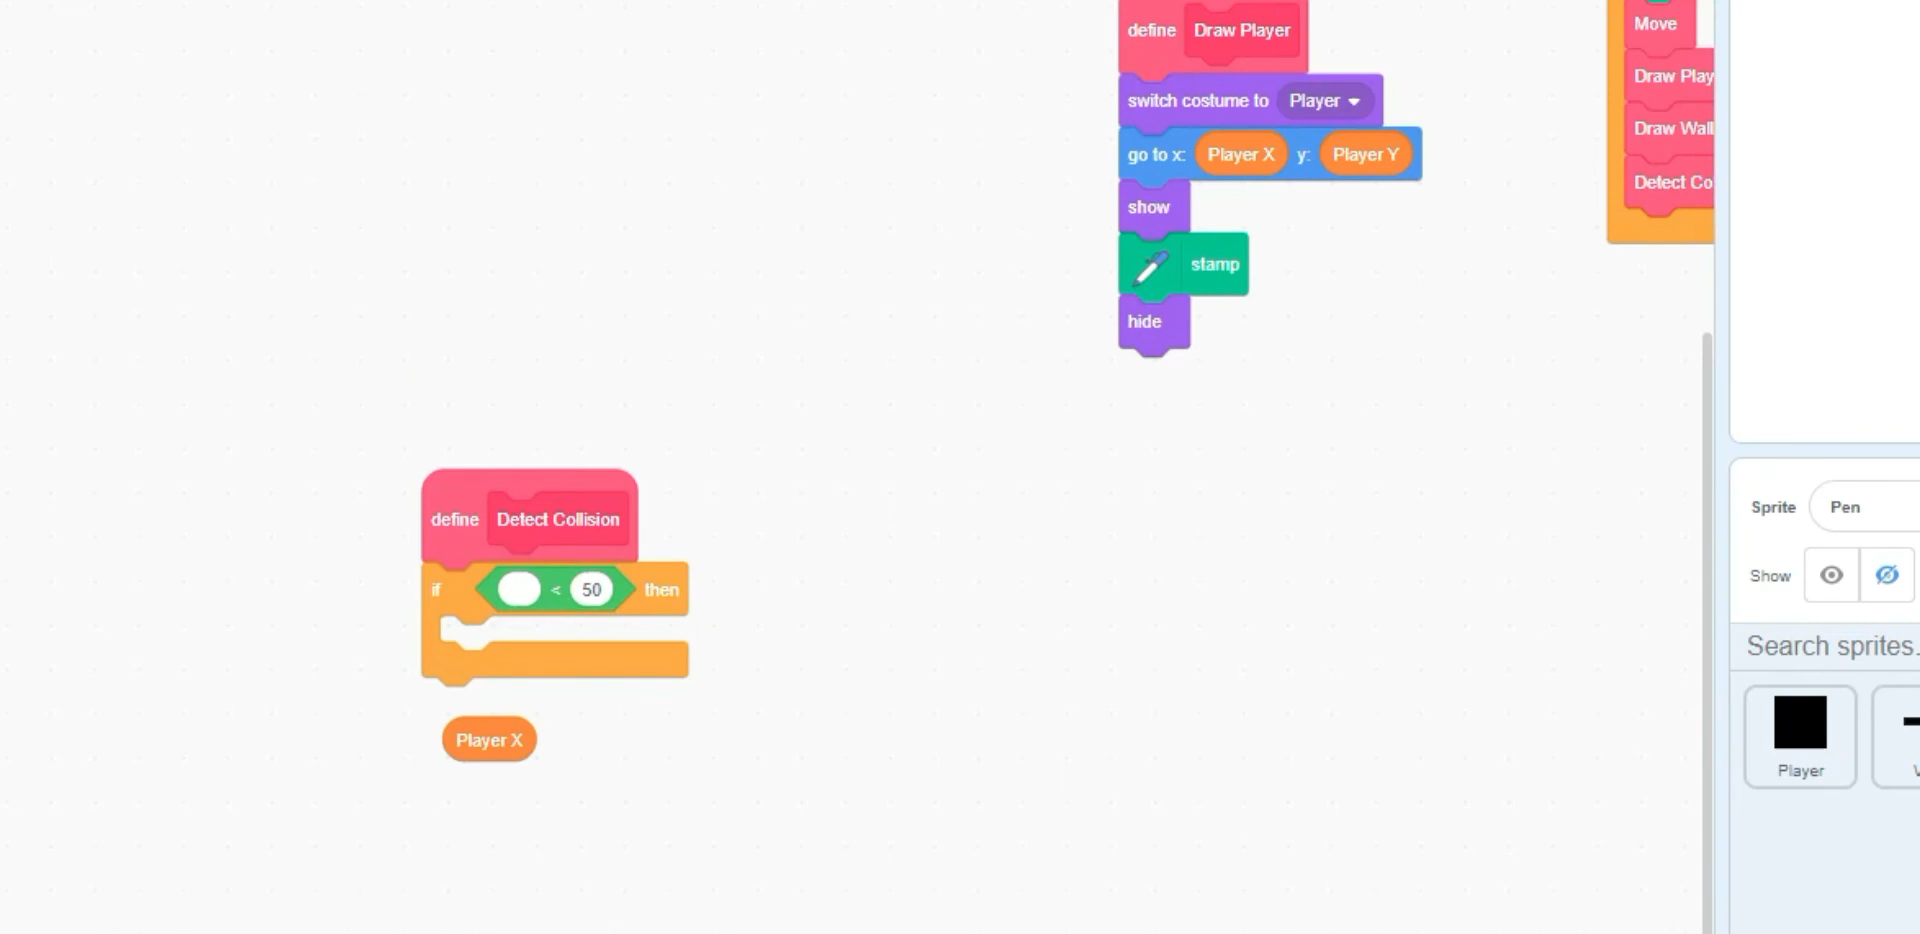 define Draw Player
switch costume to Player
go to x: Player X y: Player Y
show
stamp
hide
Move
Draw Play
Draw Wall
Detect Co
define Detect Collision
if < 50 then
Player X
Sprite Pen
Show
Search sprites.
Player